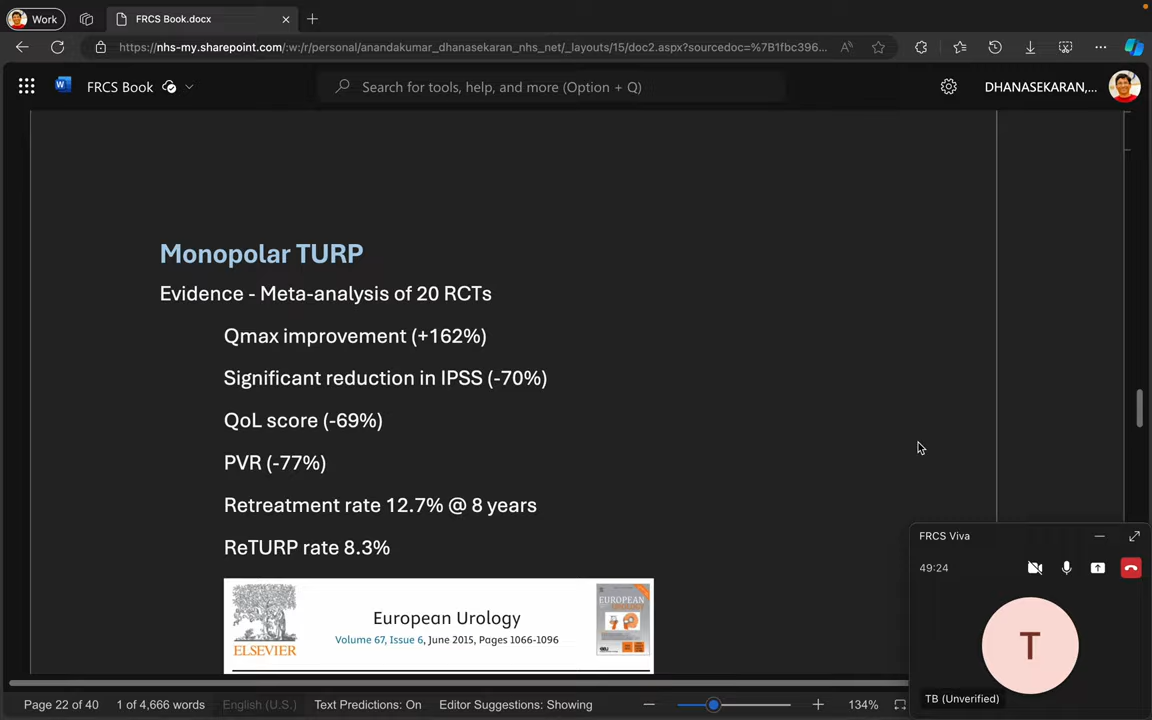 Work
FRCS Book.docx
https://nhs-my.sharepoint.com/:w:/r/personal/anandakumar_dhanasekaran_nhs_net/_layouts/15/doc2.aspx?sourcedoc=%7B1fbc396...
FRCS Book
Search for tools, help, and more (Option + Q)
DHANASEKARAN,...
Monopolar TURP
Evidence - Meta-analysis of 20 RCTs
Qmax improvement (+162%)
Significant reduction in IPSS (-70%)
QoL score (-69%)
PVR (-77%)
Retreatment rate 12.7% @ 8 years
ReTURP rate 8.3%
European Urology
Volume 67, Issue 6, June 2015, Pages 1066-1096
ELSEVIER
EUROPEAN
UROLOGY
FRCS Viva
49:24
T
TB (Unverified)
Page 22 of 40
1 of 4,666 words
English (U.S.)
Text Predictions: On
Editor Suggestions: Showing
134%